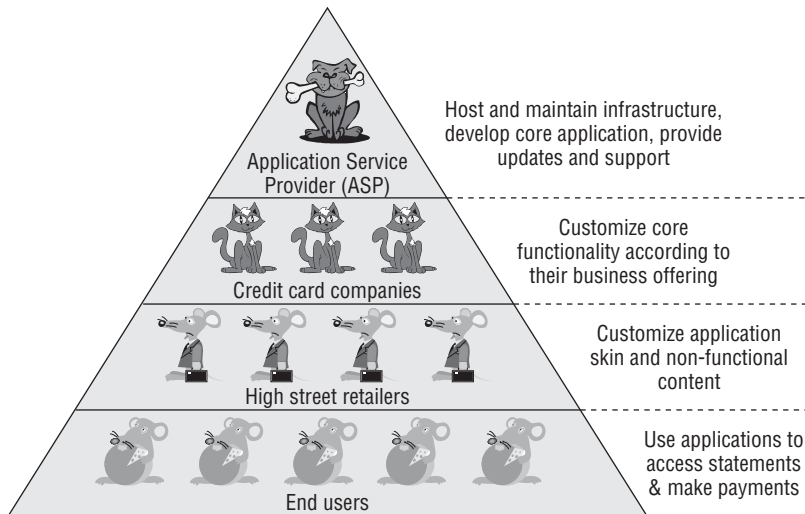 Host and maintain infrastructure,
develop core application, provide
updates and support
Application Service
Provider (ASP)
Customize core
functionality according to
their business offering
Credit card companies
Customize application
skin and non-functional
content
High street retailers
Use applications to
access statements
& make payments
End users